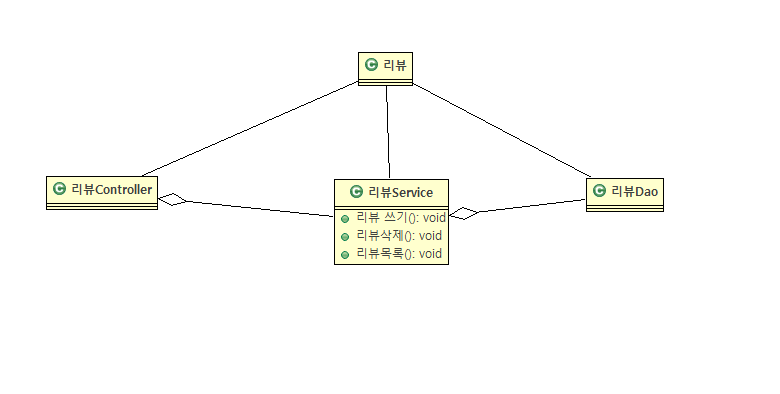 리뷰
리뷰Controller
리뷰Service
리뷰 쓰기(): void
리뷰삭제(): void
리뷰목록(): void
리뷰Dao